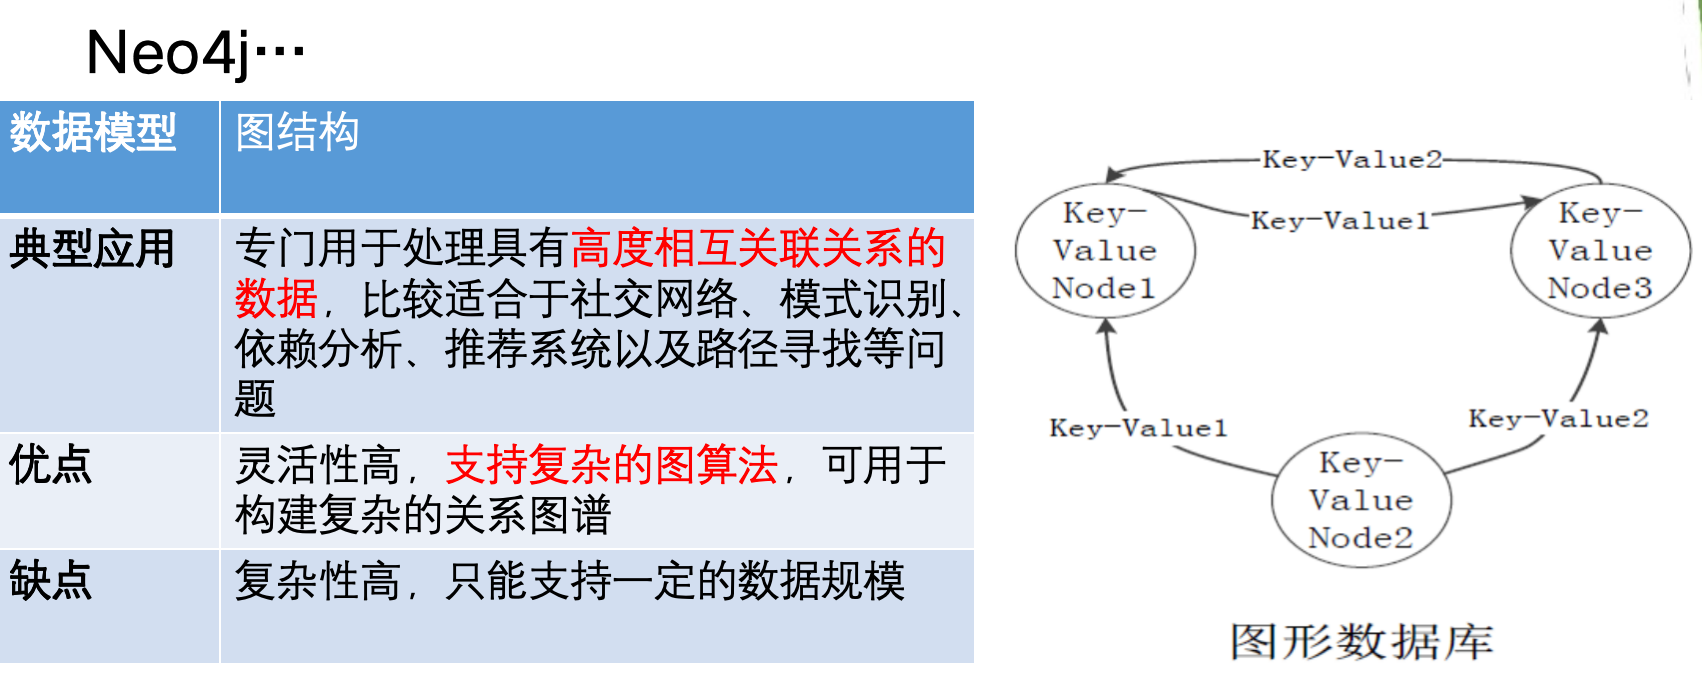 Neo4j…
数据模型
图结构
典型应用
专门用于处理具有高度相互关联关系的
数据，比较适合于社交网络、模式识别、
依赖分析、推荐系统以及路径寻找等问
题
优点
灵活性高，支持复杂的图算法，可用于
构建复杂的关系图谱
缺点
复杂性高，只能支持一定的数据规模
Key-Value2
Key-Value1
Key-
Value
Node1
Key-
Value
Node3
Key-Value1
Key-Value2
Key-
Value
Node2
图形数据库